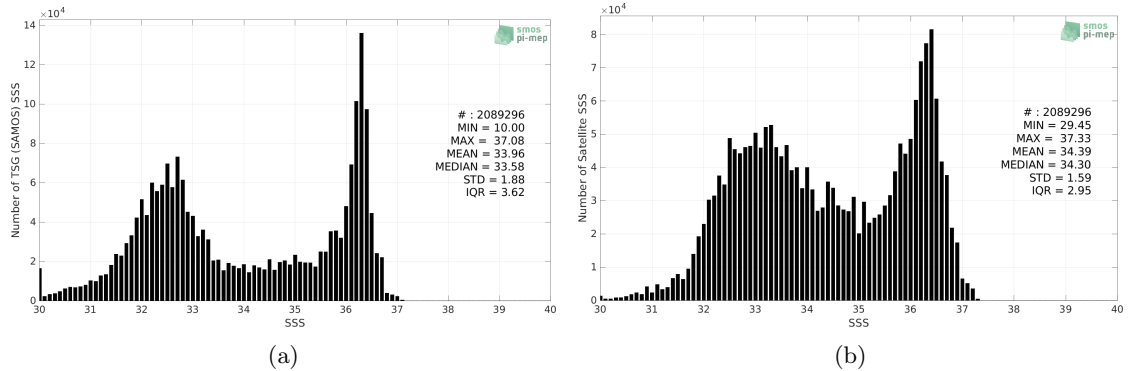 ×10⁴
14
12
10
8
6
4
2
0
Number of TSG (SAMOS) SSS
smos
pi-mep
# : 2089296
MIN = 10.00
MAX = 37.08
MEAN = 33.96
MEDIAN = 33.58
STD = 1.88
IQR = 3.62
30 31 32 33 34 35 36 37 38 39 40
SSS
(a)
×10⁴
8
7
6
5
4
3
2
1
0
Number of Satellite SSS
smos
pi-mep
# : 2089296
MIN = 29.45
MAX = 37.33
MEAN = 34.39
MEDIAN = 34.30
STD = 1.59
IQR = 2.95
30 31 32 33 34 35 36 37 38 39 40
SSS
(b)